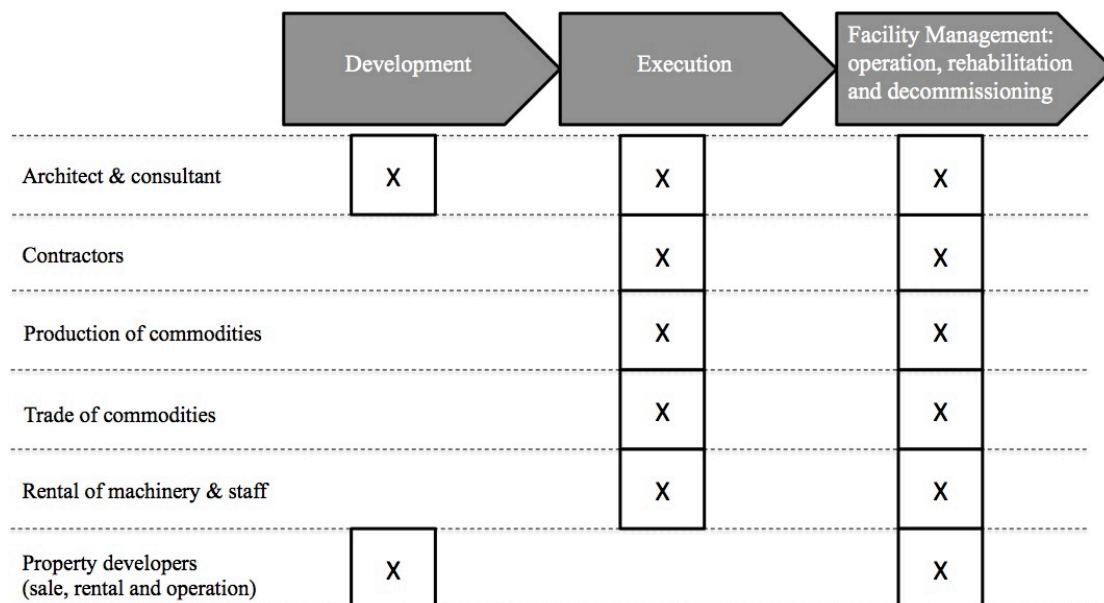 Development
Execution
Facility Management:
operation, rehabilitation
and decommissioning
Architect & consultant X X X
Contractors X X
Production of commodities X X
Trade of commodities X X
Rental of machinery & staff X X
Property developers
(sale, rental and operation) X X